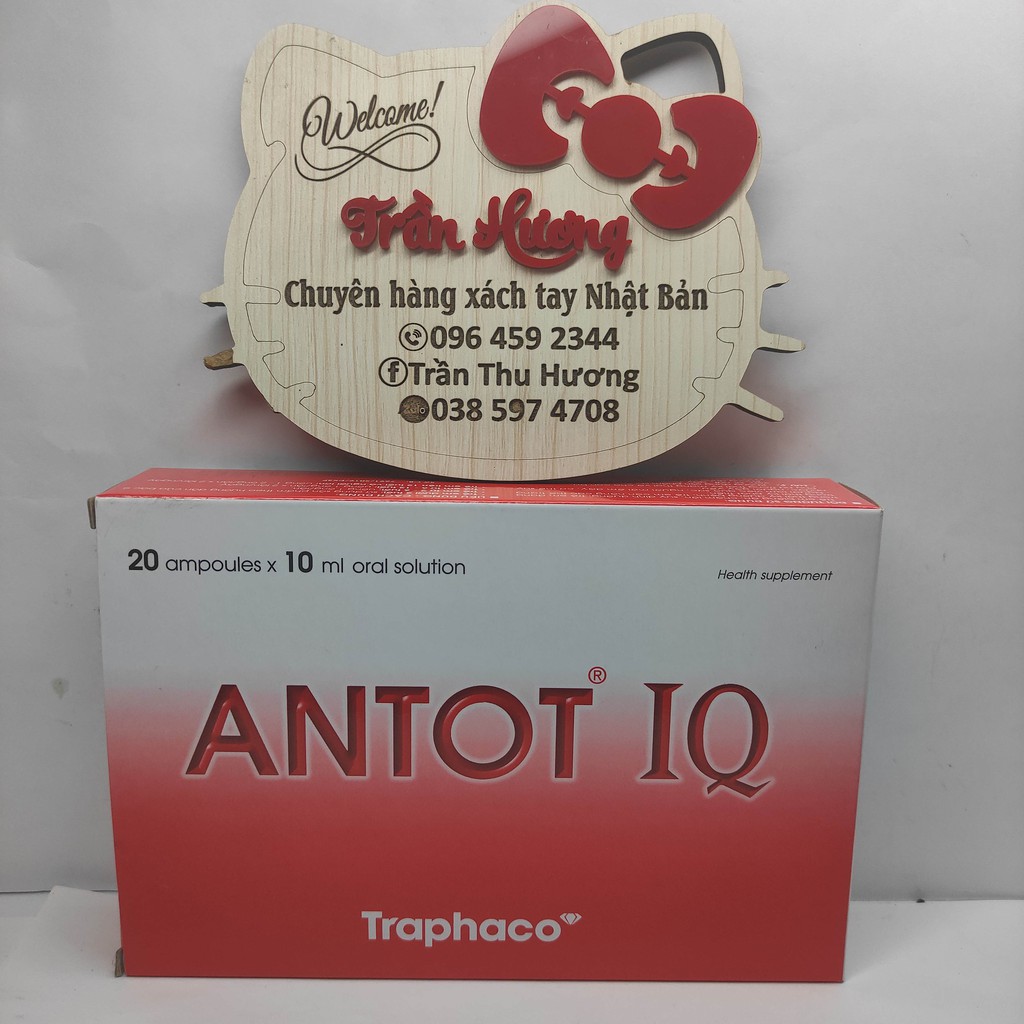 Welcome!
Trần Hương
Chuyên hàng xách tay Nhật Bản
096 459 2344
Trần Thu Hương
Zalo 038 597 4708
20 ampoules x 10 ml oral solution
Health supplement
ANTOT® IQ
Traphaco